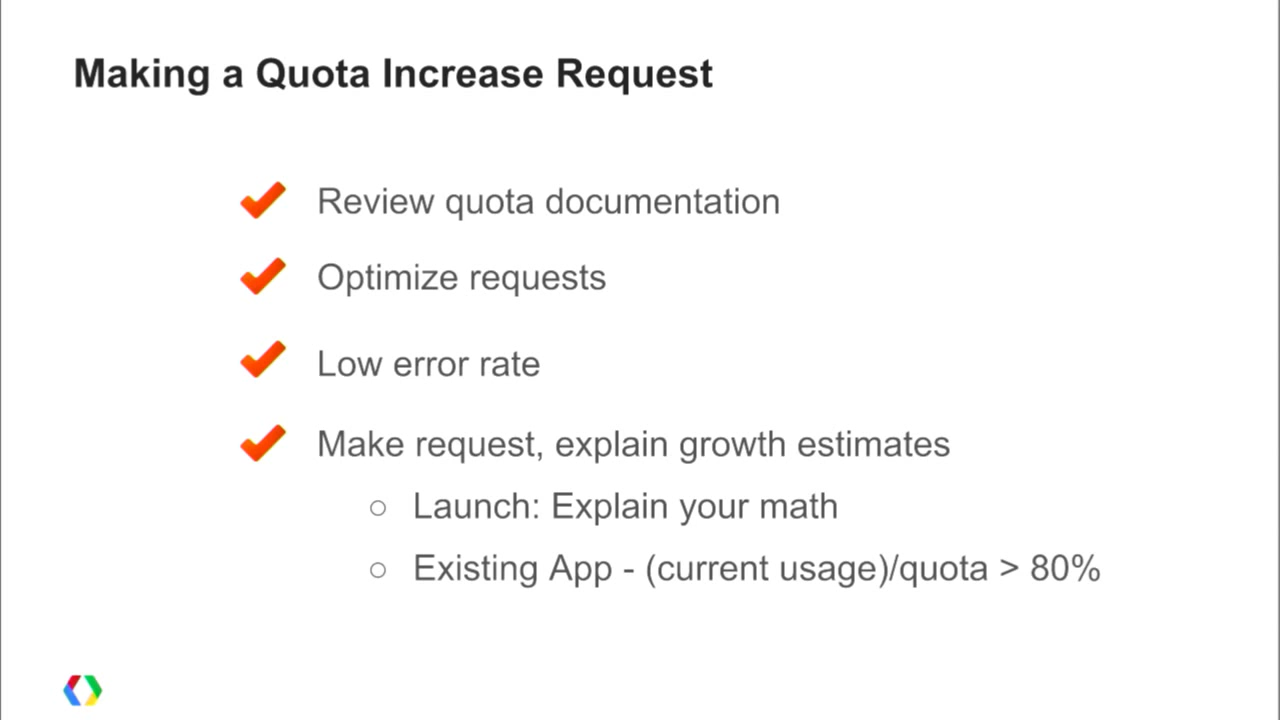 Making a Quota Increase Request
Review quota documentation
Optimize requests
Low error rate
Make request, explain growth estimates
Launch: Explain your math
Existing App - (current usage)/quota > 80%